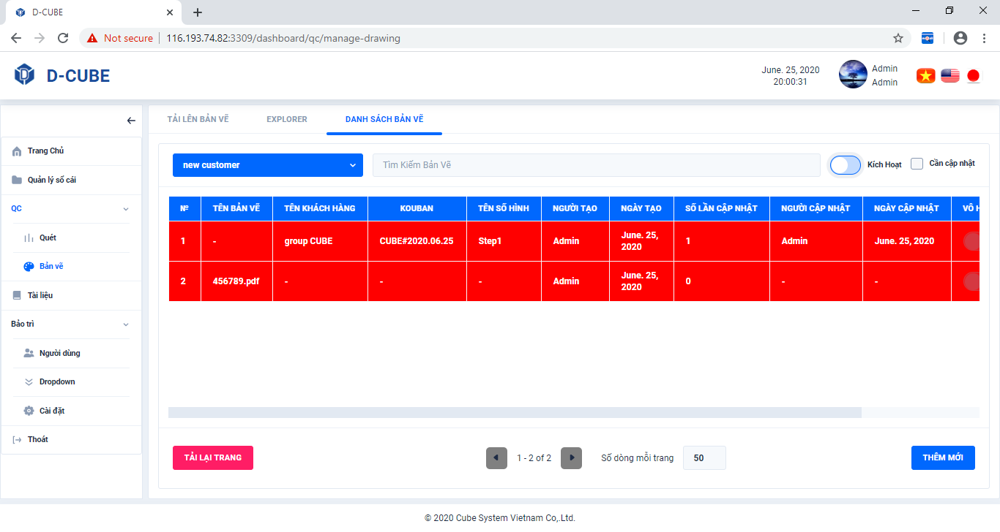 D-CUBE
Not secure
116.193.74.82:3309/dashboard/qc/manage-drawing
D-CUBE
June. 25, 2020
20:00:31
Admin
Admin
Trang Chủ
Quản lý sổ cái
QC
Quét
Bản vẽ
Tài liệu
Bảo trì
Người dùng
Dropdown
Cài đặt
Thoát
TẢI LÊN BẢN VẼ EXPLORER DANH SÁCH BẢN VẼ
new customer Tìm Kiếm Bản Vẽ Kích Hoạt Cần cập nhật
№ TÊN BẢN VẼ TÊN KHÁCH HÀNG KOUBAN TÊN SỐ HÌNH NGƯỜI TẠO NGÀY TẠO SỐ LẦN CẬP NHẬT NGƯỜI CẬP NHẬT NGÀY CẬP NHẬT VÔ H
1 - group CUBE CUBE#2020.06.25 Step1 Admin June. 25, 2020 1 Admin June. 25, 2020
2 456789.pdf - - - Admin June. 25, 2020 0 - -
TẢI LẠI TRANG 1 - 2 of 2 Số dòng mỗi trang 50 THÊM MỚI
© 2020 Cube System Vietnam Co,.Ltd.